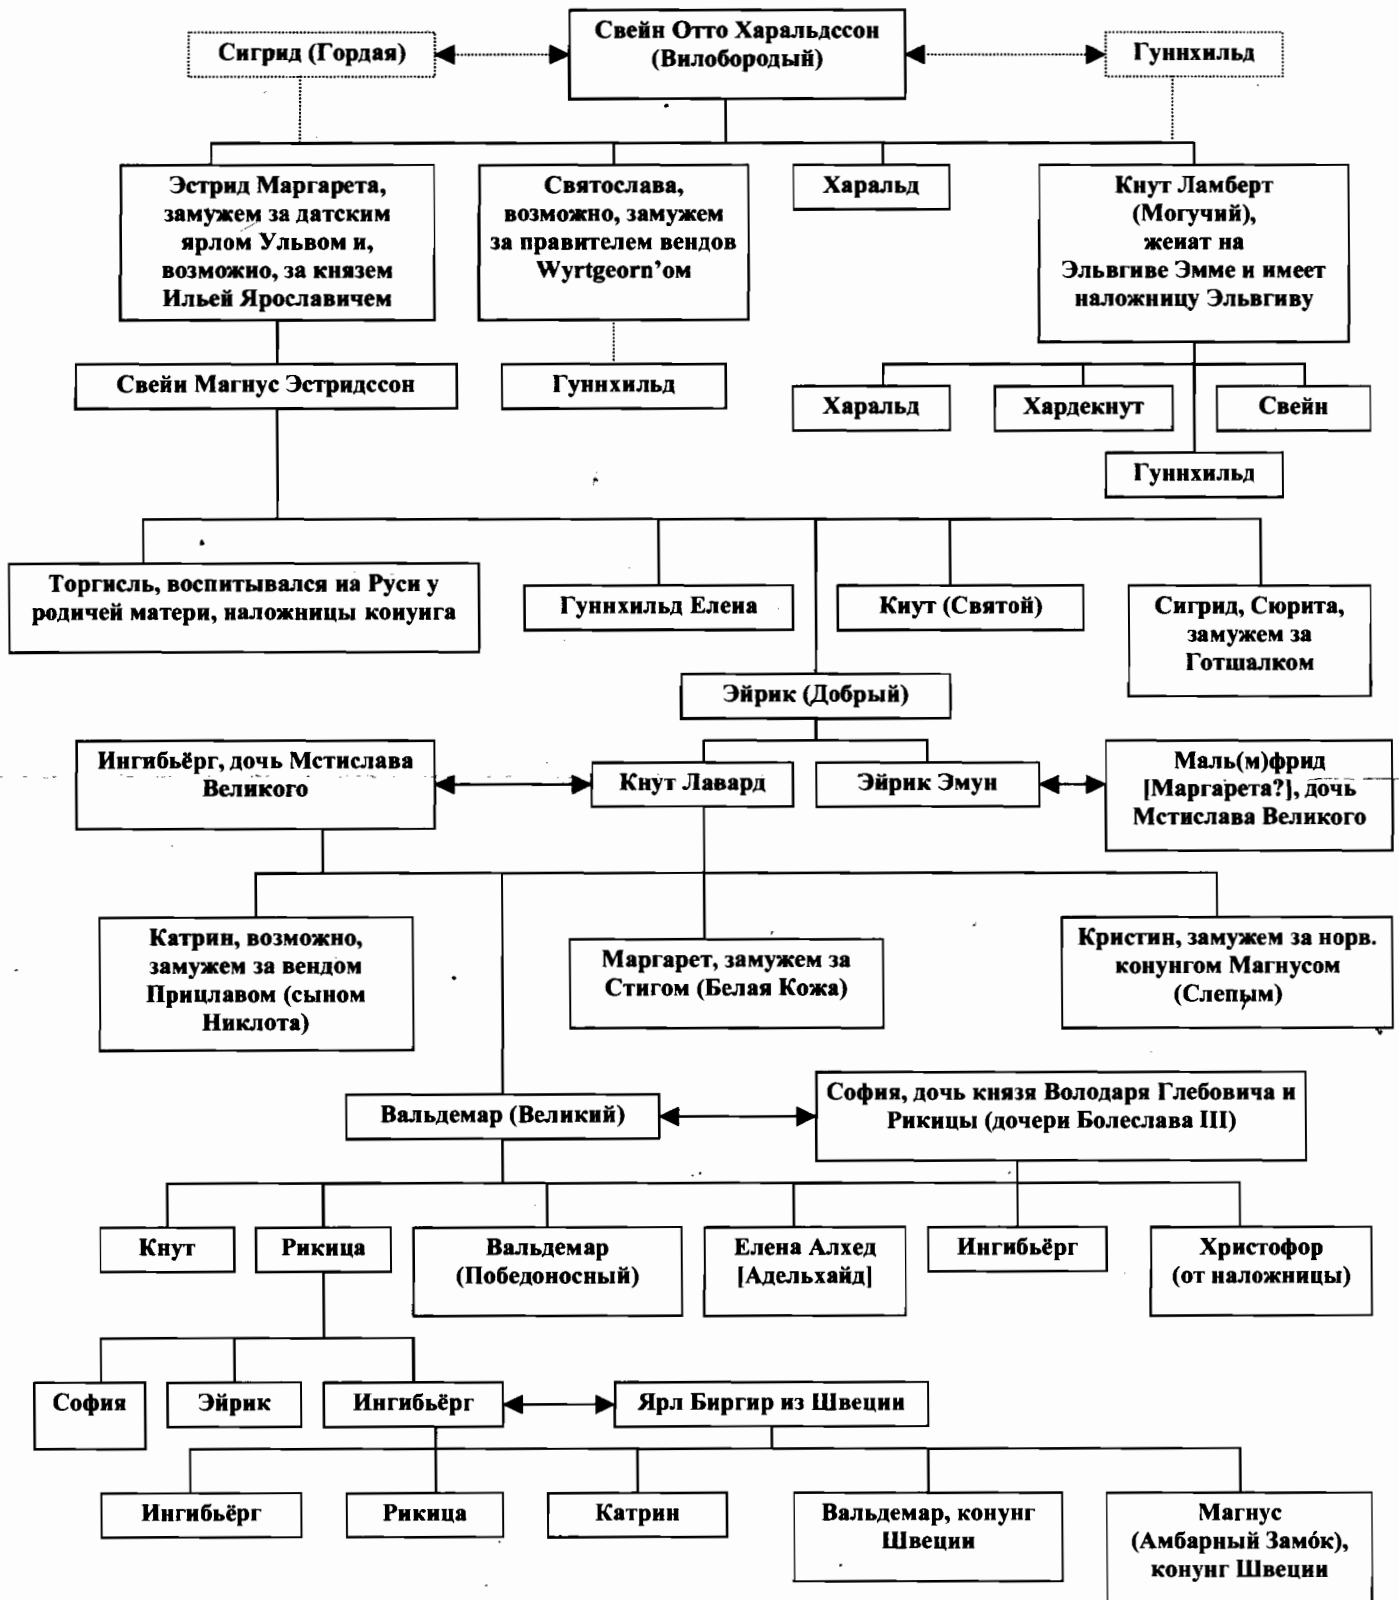 Сигрид (Гордая)
Свейн Отто Харальдссон
(Вилобородый)
Гуннхильд
Эстрид Маргарета,
замужем за датским
ярлом Ульвом и,
возможно, за князем
Ильей Ярославичем
Святослава,
возможно, замужем
за правителем вендов
Wyrtgeorn’ом
Харальд
Кнут Ламберт
(Могучий),
женат на
Эльвгиве Эмме и имеет
наложницу Эльвгиву
Свейн Магнус Эстридссон
Гуннхильд
Харальд
Хардекнут
Свейн
Гуннхильд
Торгисль, воспитывался на Руси у
родичей матери, наложницы конунга
Гуннхильд Елена
Кнут (Святой)
Сигрид, Сюрита,
замужем за
Готшалком
Эйрик (Добрый)
Ингибьёрг, дочь Мстислава
Великого
Кнут Лавард
Эйрик Эмун
Маль(м)фрид
[Маргарета?], дочь
Мстислава Великого
Катрин, возможно,
замужем за вендом
Прицлавом (сыном
Никлота)
Маргарет, замужем за
Стигом (Белая Кожа)
Кристин, замужем за норв.
конунгом Магнусом
(Слепым)
Вальдемар (Великий)
София, дочь князя Володаря Глебовича и
Рикицы (дочери Болеслава III)
Кнут
Рикица
Вальдемар
(Победоносный)
Елена Алхед
[Адельхайд]
Ингибьёрг
Христофор
(от наложницы)
София
Эйрик
Ингибьёрг
Ярл Биргир из Швеции
Ингибьёрг
Рикица
Катрин
Вальдемар, конунг
Швеции
Магнус
(Амбарный Замо́к),
конунг Швеции